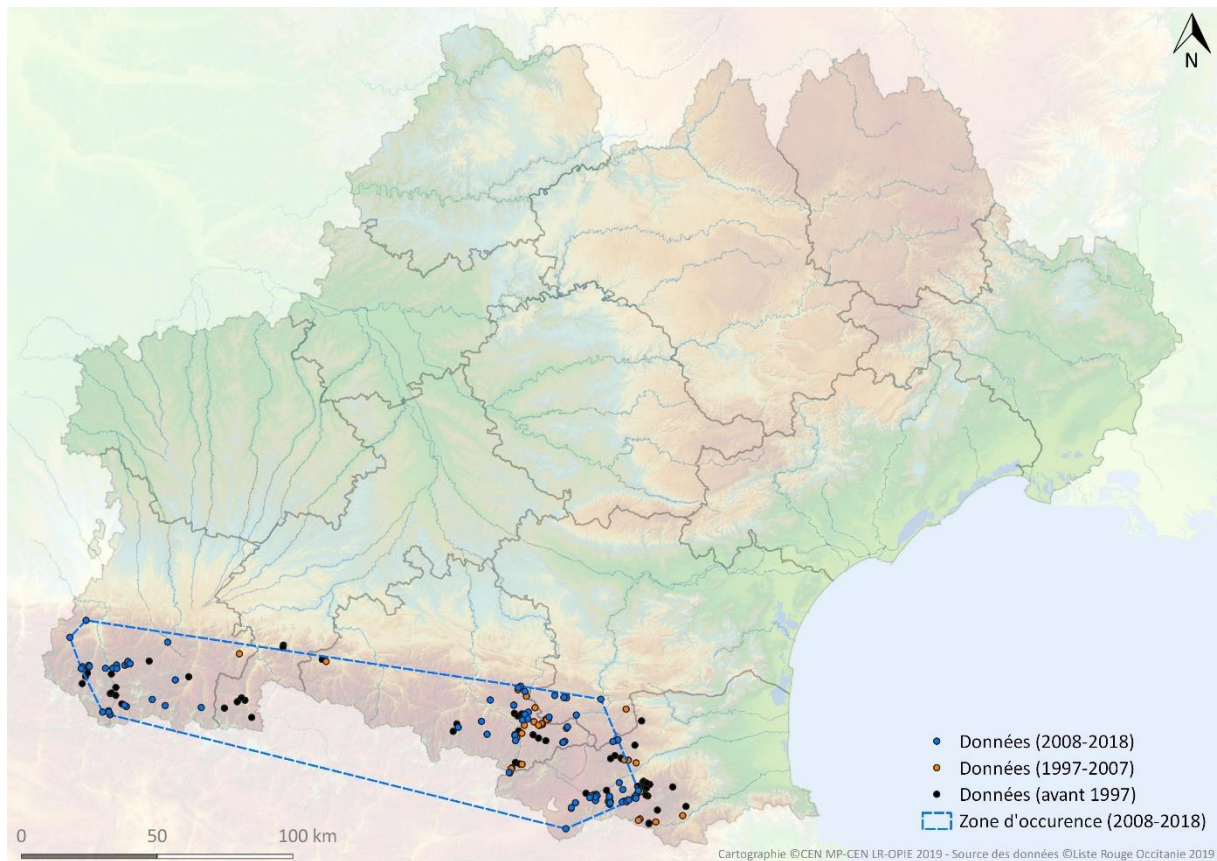 N
Données (2008-2018)
Données (1997-2007)
Données (avant 1997)
Zone d'occurence (2008-2018)
0 50 100 km
Cartographie ©CEN MP-CEN LR-OPIE 2019 - Source des données ©Liste Rouge Occitanie 2019